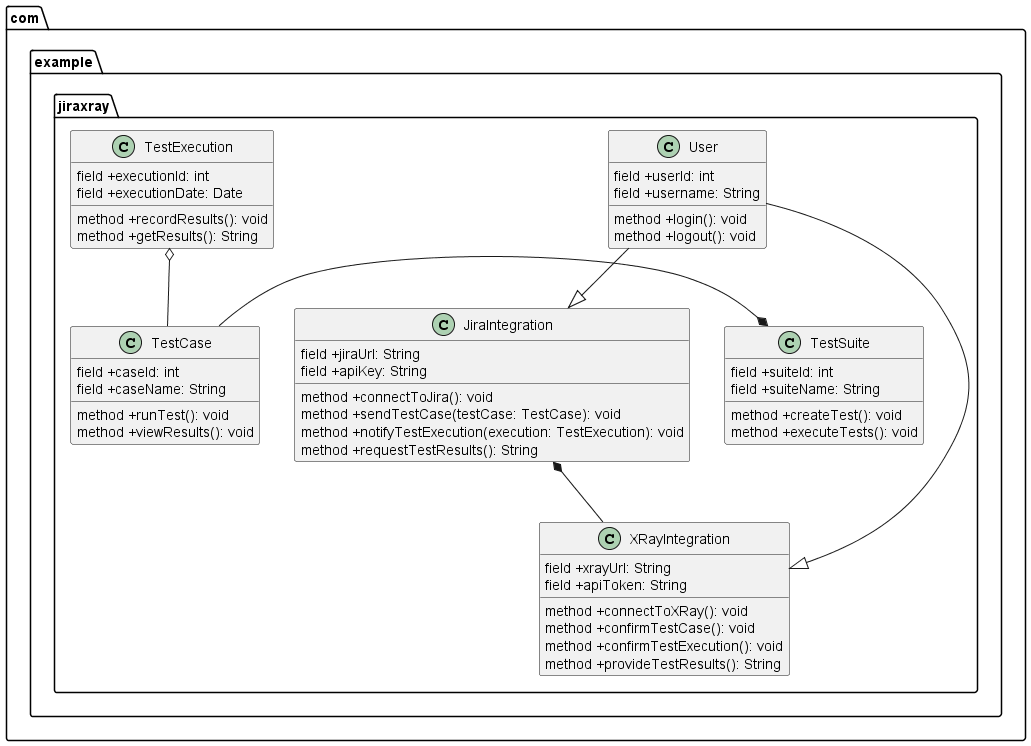 com
example
jiraxray
C TestExecution
field +executionId: int
field +executionDate: Date
method +recordResults(): void
method +getResults(): String
C User
field +userId: int
field +username: String
method +login(): void
method +logout(): void
C TestCase
field +caseId: int
field +caseName: String
method +runTest(): void
method +viewResults(): void
C JiraIntegration
field +jiraUrl: String
field +apiKey: String
method +connectToJira(): void
method +sendTestCase(testCase: TestCase): void
method +notifyTestExecution(execution: TestExecution): void
method +requestTestResults(): String
C TestSuite
field +suiteId: int
field +suiteName: String
method +createTest(): void
method +executeTests(): void
C XRayIntegration
field +xrayUrl: String
field +apiToken: String
method +connectToXRay(): void
method +confirmTestCase(): void
method +confirmTestExecution(): void
method +provideTestResults(): String